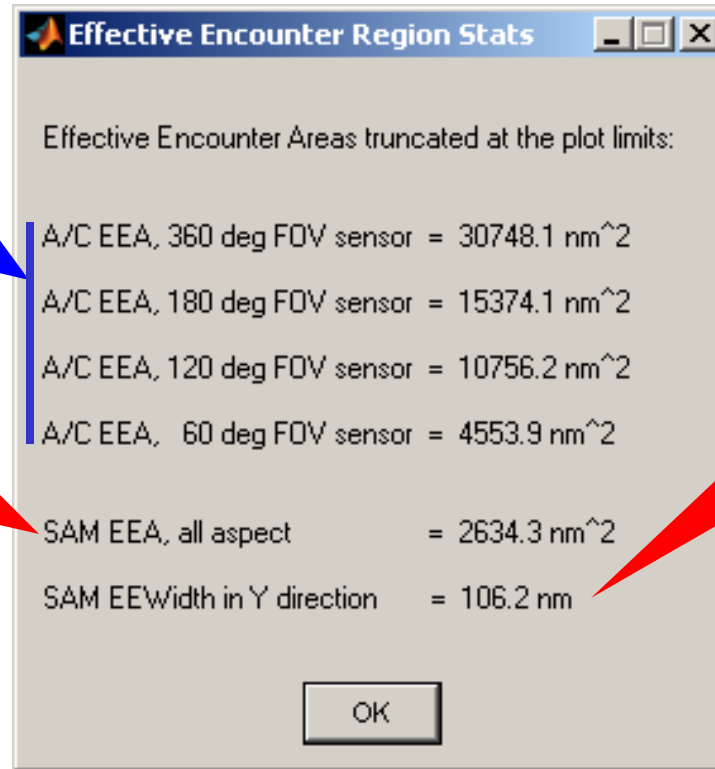 Effective Encounter Region Stats
Effective Encounter Areas truncated at the plot limits:
A/C EEA, 360 deg FOV sensor = 30748.1 nm^2
A/C EEA, 180 deg FOV sensor = 15374.1 nm^2
A/C EEA, 120 deg FOV sensor = 10756.2 nm^2
A/C EEA, 60 deg FOV sensor = 4553.9 nm^2
SAM EEA, all aspect = 2634.3 nm^2
SAM EEWidth in Y direction = 106.2 nm
OK